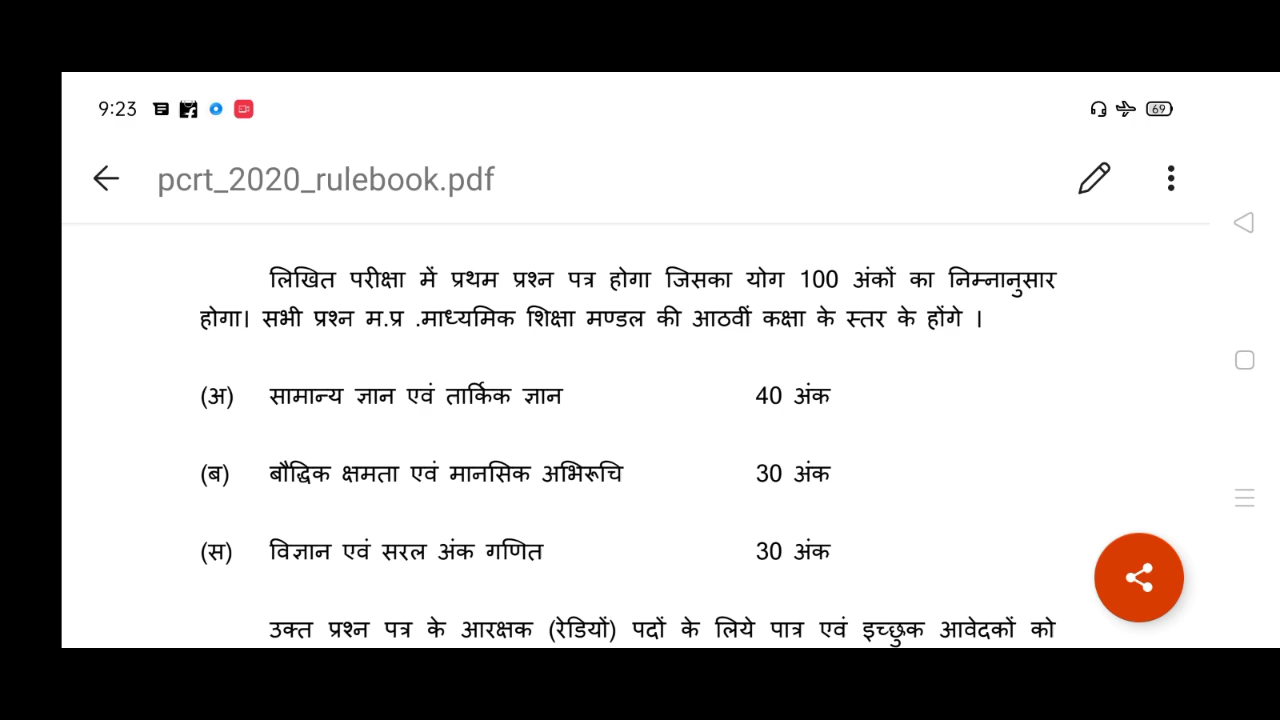 9:23
69
pcrt_2020_rulebook.pdf
लिखित परीक्षा में प्रथम प्रश्न पत्र होगा जिसका योग 100 अंकों का निम्नानुसार
होगा। सभी प्रश्न म.प्र .माध्यमिक शिक्षा मण्डल की आठवीं कक्षा के स्तर के होंगे ।
(अ) सामान्य ज्ञान एवं तार्किक ज्ञान 40 अंक
(ब) बौद्धिक क्षमता एवं मानसिक अभिरूचि 30 अंक
(स) विज्ञान एवं सरल अंक गणित 30 अंक
उक्त प्रश्न पत्र के आरक्षक (रेडियों) पदों के लिये पात्र एवं इच्छुक आवेदकों को